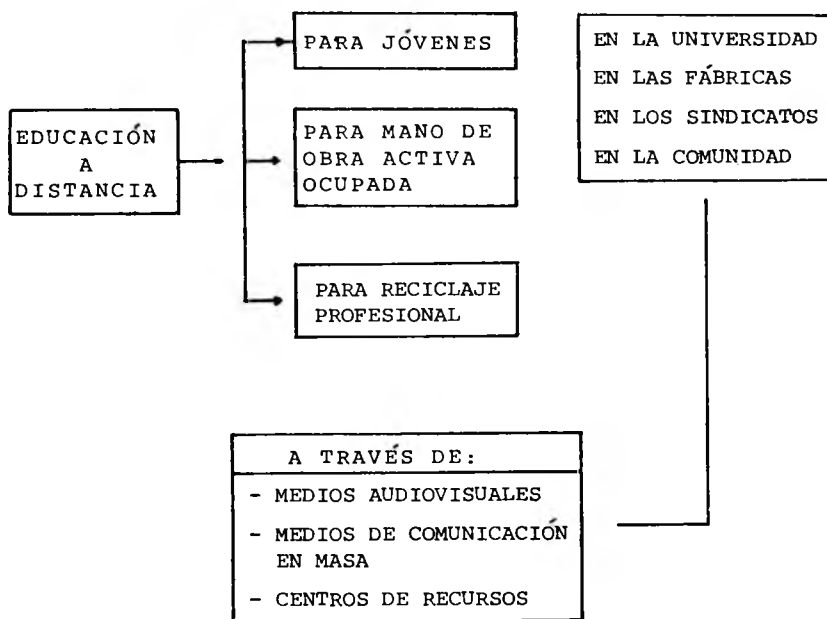 EDUCACIÓN
A
DISTANCIA
PARA JÓVENES
PARA MANO DE
OBRA ACTIVA
OCUPADA
PARA RECICLAJE
PROFESIONAL
EN LA UNIVERSIDAD
EN LAS FÁBRICAS
EN LOS SINDICATOS
EN LA COMUNIDAD
A TRAVÉS DE:
- MEDIOS AUDIOVISUALES
- MEDIOS DE COMUNICACIÓN
EN MASA
- CENTROS DE RECURSOS